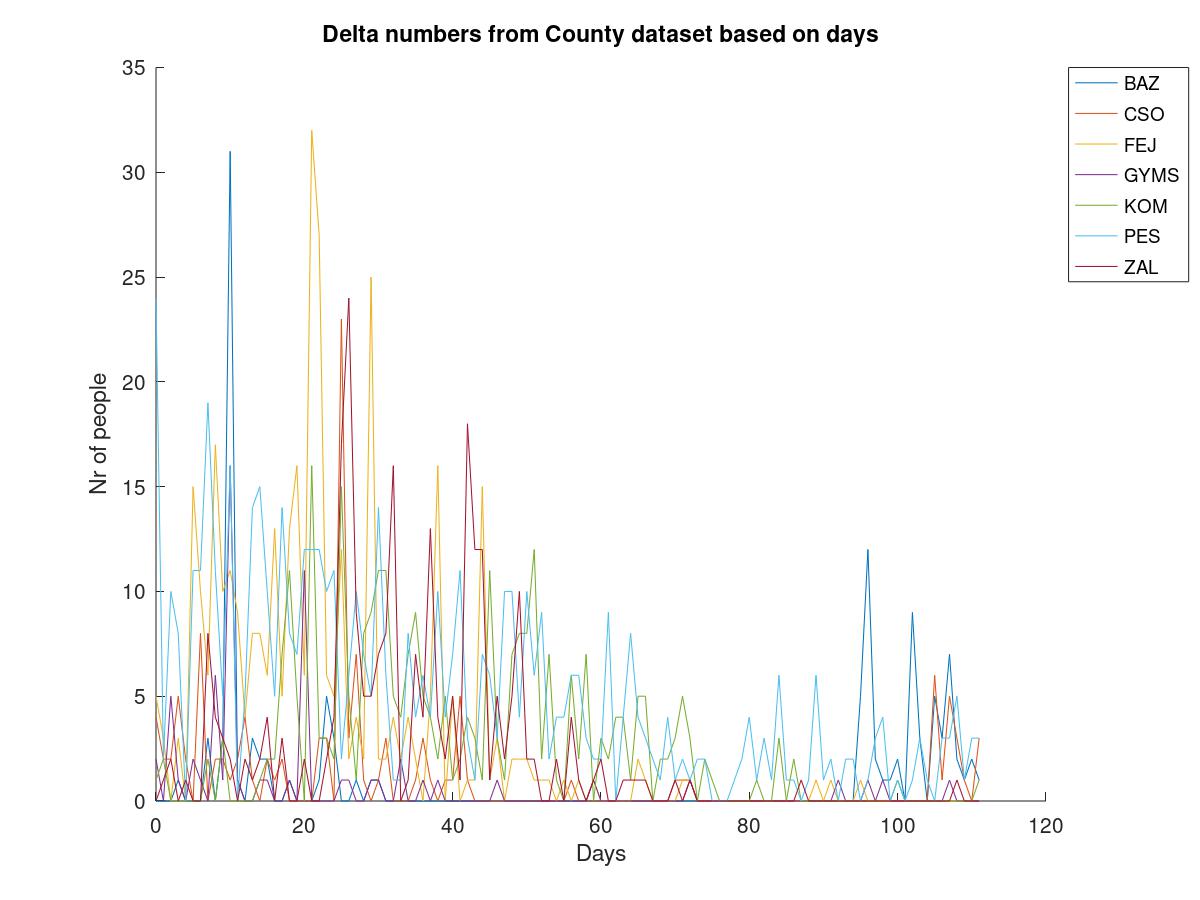 Delta numbers from County dataset based on days
35
30
25
20
15
10
5
0
Nr of people
0 20 40 60 80 100 120
Days
BAZ
CSO
FEJ
GYMS
KOM
PES
ZAL